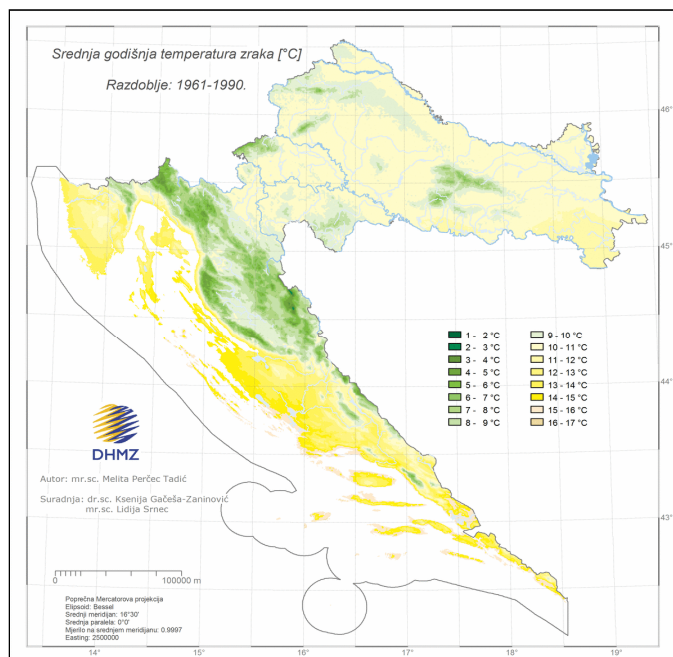 Srednja godišnja temperatura zraka [°C]
Razdoblje: 1961-1990.
46°
45°
44°
43°
1 - 2 °C
2 - 3 °C
3 - 4 °C
4 - 5 °C
5 - 6 °C
6 - 7 °C
7 - 8 °C
8 - 9 °C
9 - 10 °C
10 - 11 °C
11 - 12 °C
12 - 13 °C
13 - 14 °C
14 - 15 °C
15 - 16 °C
16 - 17 °C
DHMZ
Autor: mr.sc. Melita Perčec Tadić
Suradnja: dr.sc. Ksenija Gačeša-Zaninović
mr.sc. Lidija Srnec
0
100000 m
Poprečna Mercatorova projekcija
Elipsoid: Bessel
Srednji meridijan: 16°30'
Srednja paralela: 0°0'
Mjerilo na srednjem meridijanu: 0.9997
Easting: 2500000
14° 15° 16° 17° 18° 19°